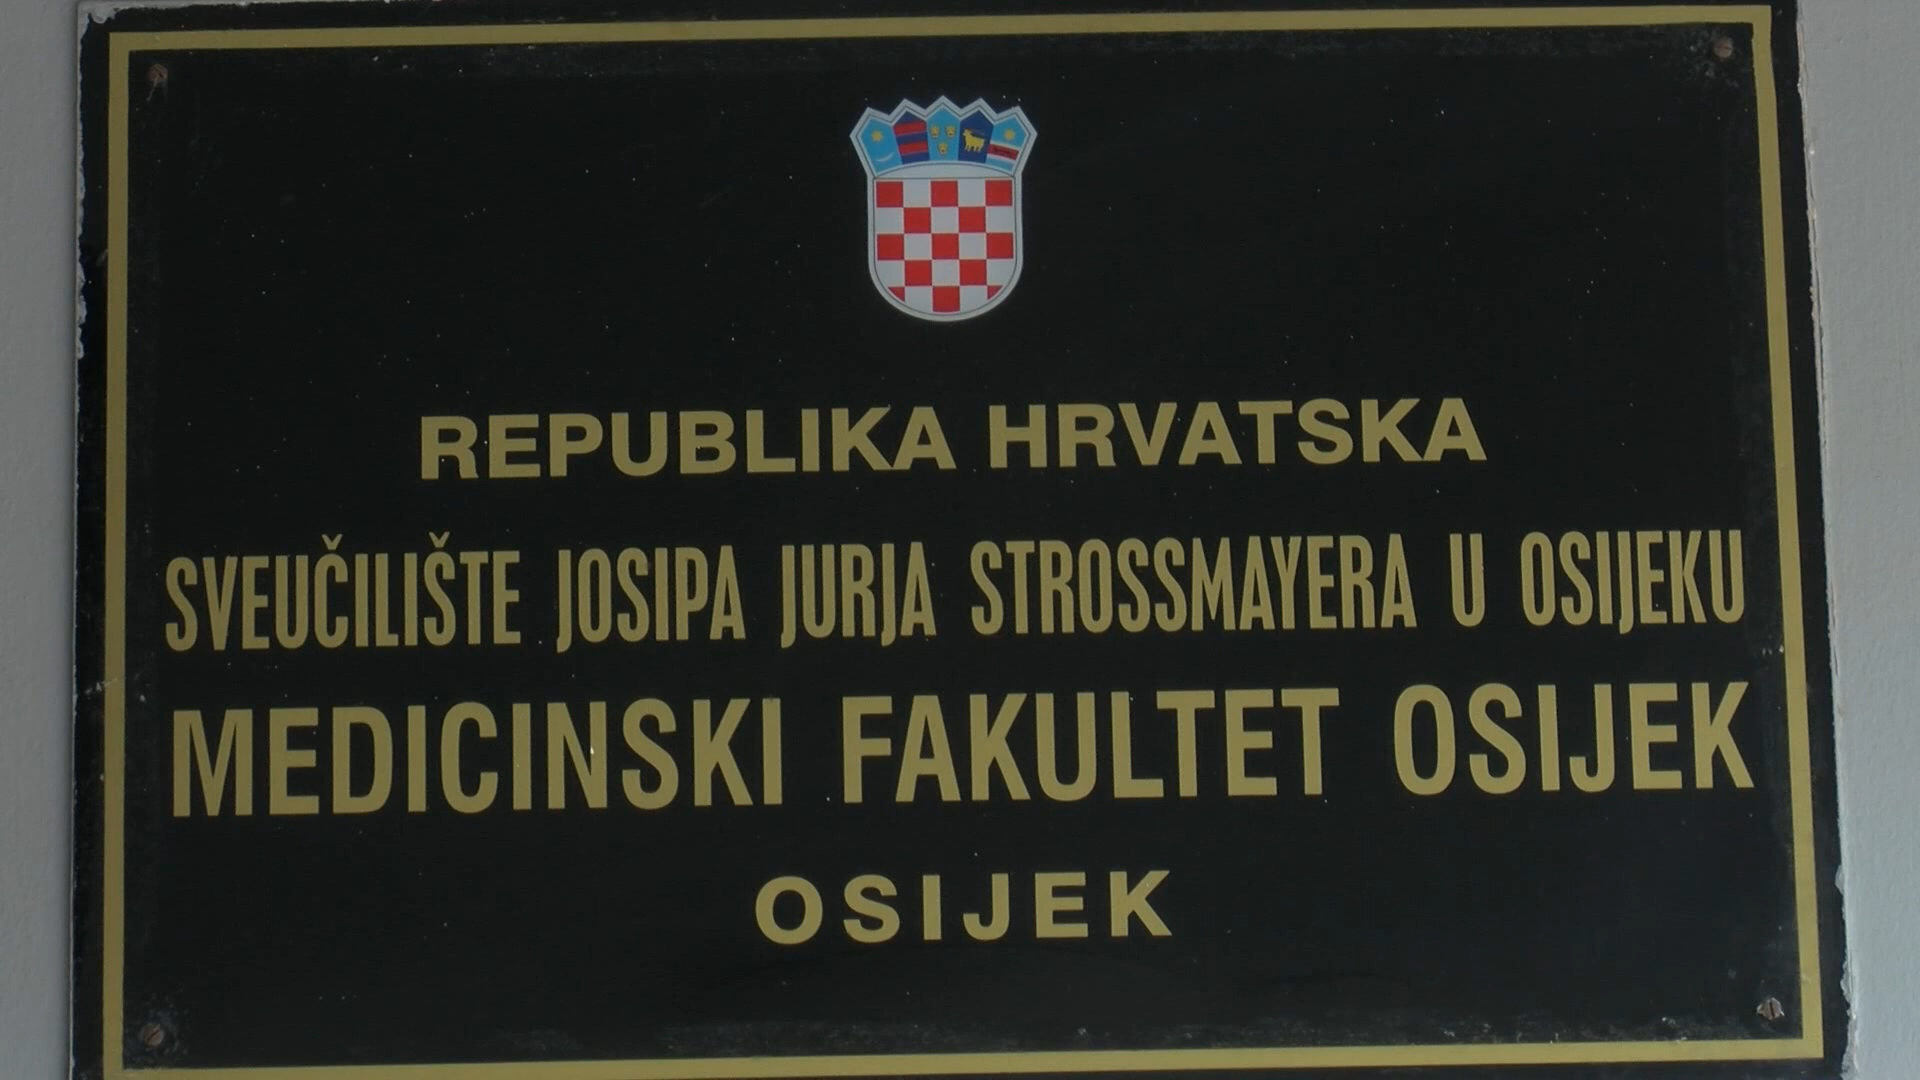 REPUBLIKA HRVATSKA
SVEUČILIŠTE JOSIPA JURJA STROSSMAYERA U OSIJEKU
MEDICINSKI FAKULTET OSIJEK
OSIJEK